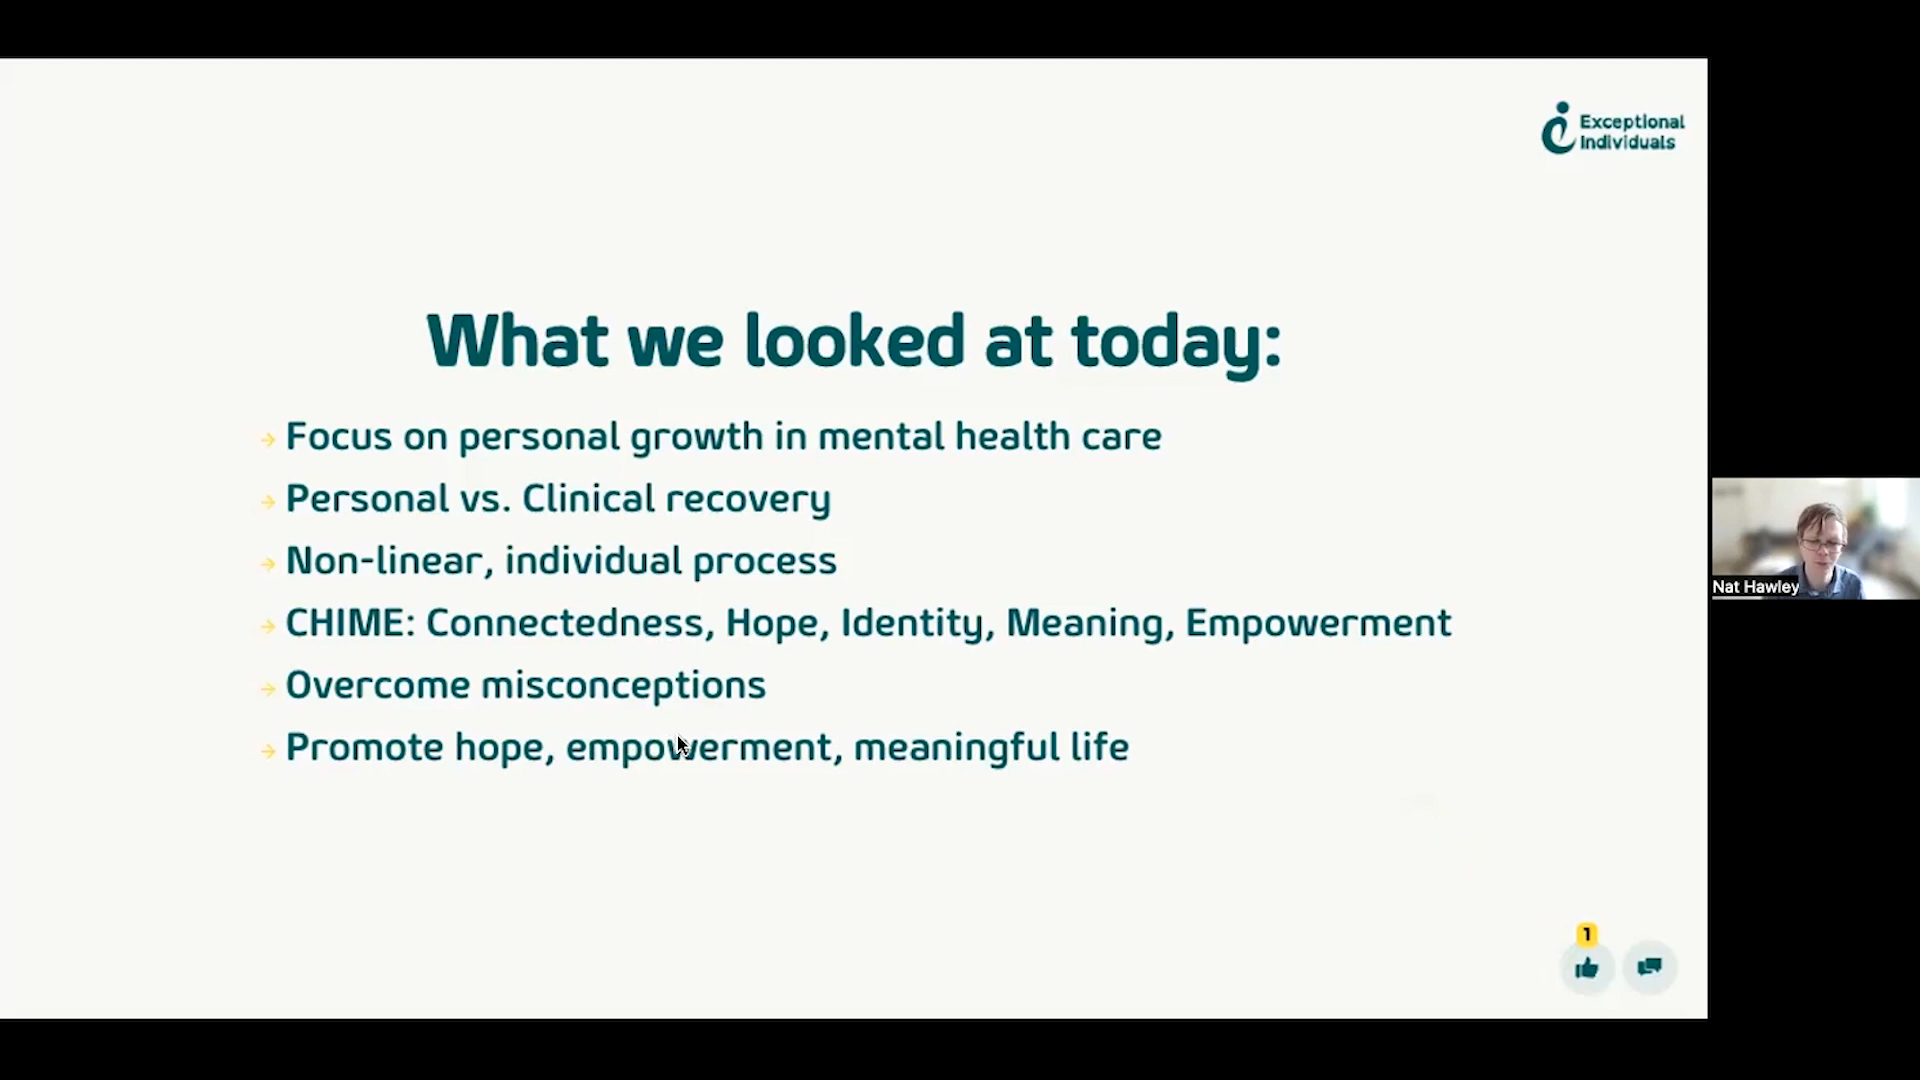 Exceptional
Individuals
What we looked at today:
Focus on personal growth in mental health care
Personal vs. Clinical recovery
Non-linear, individual process
CHIME: Connectedness, Hope, Identity, Meaning, Empowerment
Overcome misconceptions
Promote hope, empowerment, meaningful life
Nat Hawley
1